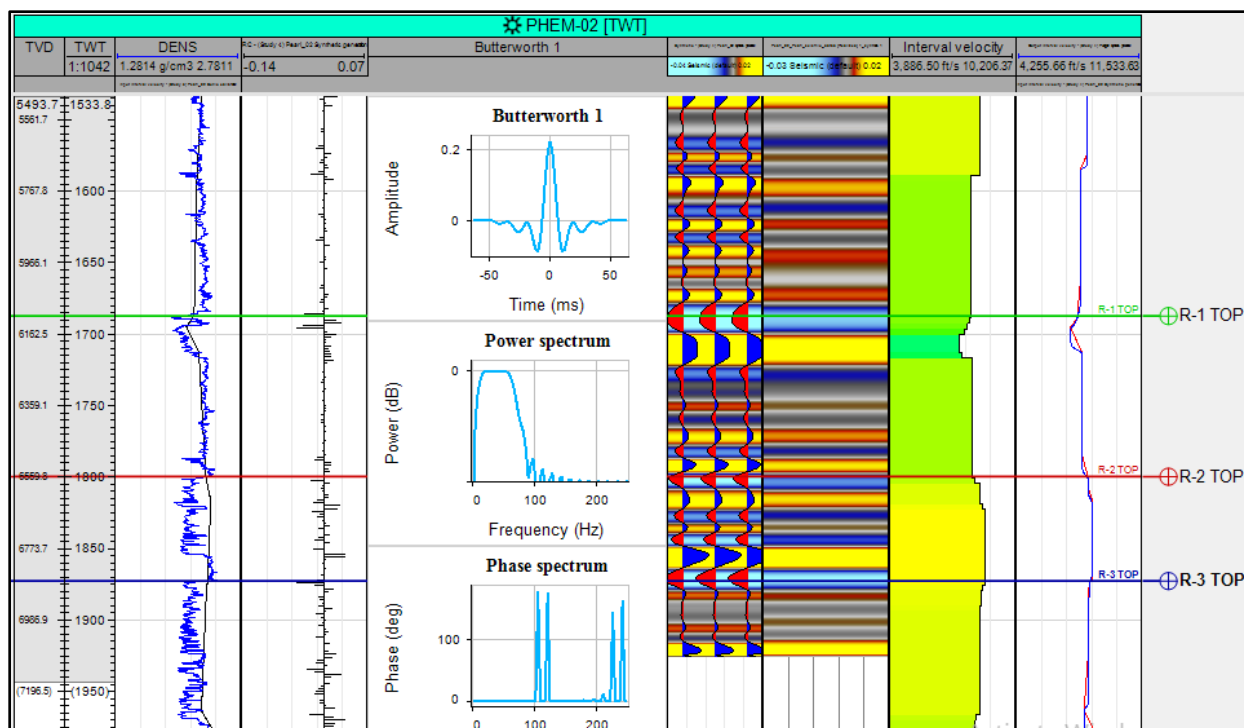 PHEM-02 [TWT]
TVD TWT DENS Butterworth 1 Interval velocity
1:1042 1.2814 g/cm3 2.7811 -0.14 0.07 -0.03 Seismic (default) 0.02 3,886.50 ft/s 10,206.37 4,255.66 ft/s 11,533.63
5493.7 1533.8
5561.7
5767.8 1600
5966.1 1650
6162.5 1700
6359.1 1750
6559.8 1800
6773.7 1850
6985.9 1900
(7196.5) (1950)
Butterworth 1
Amplitude
0.2
0
-50 0 50
Time (ms)
Power spectrum
Power (dB)
0
0 100 200
Frequency (Hz)
Phase spectrum
Phase (deg)
100
0
0 100 200
R-1 TOP R-1 TOP
R-2 TOP R-2 TOP
R-3 TOP R-3 TOP